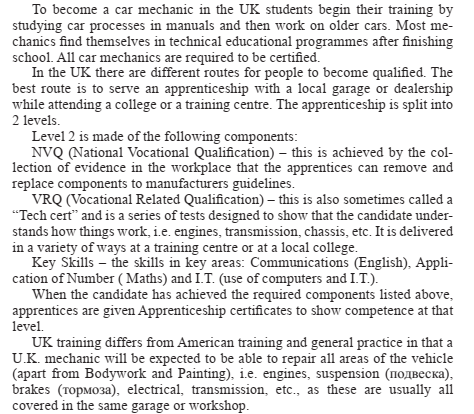 To become a car mechanic in the UK students begin their training by
studying car processes in manuals and then work on older cars. Most me-
chanics find themselves in technical educational programmes after finishing
school. All car mechanics are required to be certified.
In the UK there are different routes for people to become qualified. The
best route is to serve an apprenticeship with a local garage or dealership
while attending a college or a training centre. The apprenticeship is split into
2 levels.
Level 2 is made of the following components:
NVQ (National Vocational Qualification) – this is achieved by the col-
lection of evidence in the workplace that the apprentices can remove and
replace components to manufacturers guidelines.
VRQ (Vocational Related Qualification) – this is also sometimes called a
“Tech cert” and is a series of tests designed to show that the candidate under-
stands how things work, i.e. engines, transmission, chassis, etc. It is delivered
in a variety of ways at a training centre or at a local college.
Key Skills – the skills in key areas: Communications (English), Appli-
cation of Number ( Maths) and I.T. (use of computers and I.T.).
When the candidate has achieved the required components listed above,
apprentices are given Apprenticeship certificates to show competence at that
level.
UK training differs from American training and general practice in that a
U.K. mechanic will be expected to be able to repair all areas of the vehicle
(apart from Bodywork and Painting), i.e. engines, suspension (подвеска),
brakes (тормоза), electrical, transmission, etc., as these are usually all
covered in the same garage or workshop.